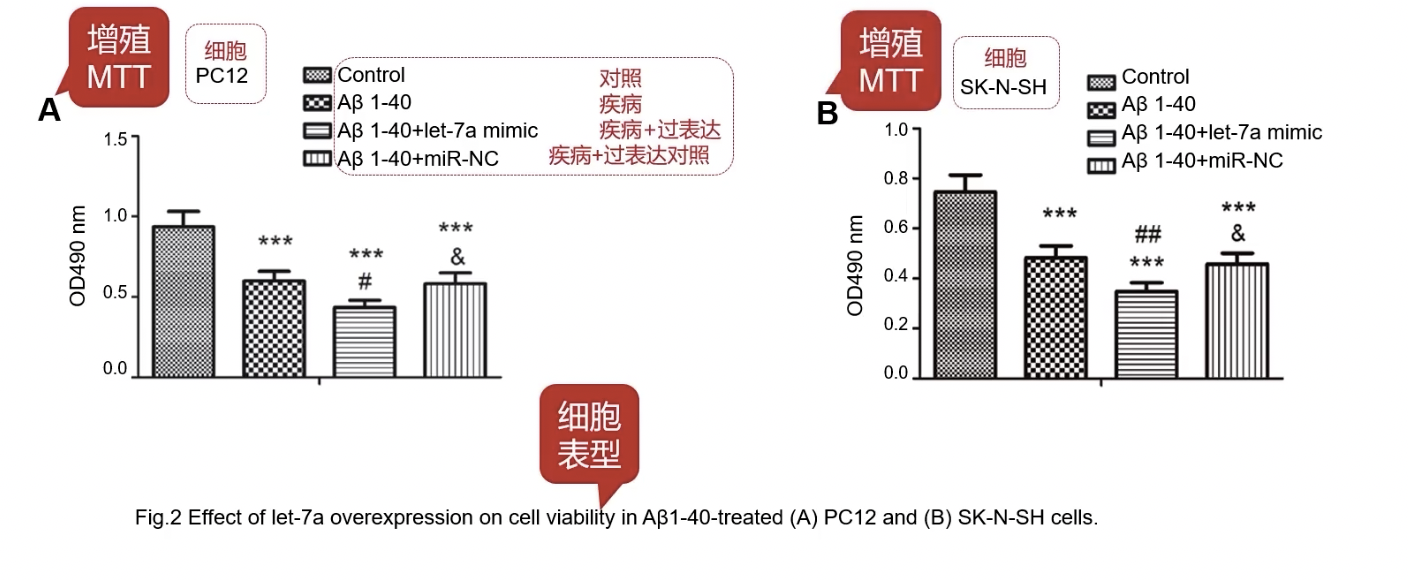 增殖
MTT
细胞
PC12
A
Control 对照
Aβ 1-40 疾病
Aβ 1-40+let-7a mimic 疾病+过表达
Aβ 1-40+miR-NC 疾病+过表达对照
OD490 nm
1.5
1.0
0.5
0.0
***
***
#
***
&
增殖
MTT
细胞
SK-N-SH
B
Control
Aβ 1-40
Aβ 1-40+let-7a mimic
Aβ 1-40+miR-NC
OD490 nm
1.0
0.8
0.6
0.4
0.2
0.0
***
##
***
***
&
细胞
表型
Fig.2 Effect of let-7a overexpression on cell viability in Aβ1-40-treated (A) PC12 and (B) SK-N-SH cells.